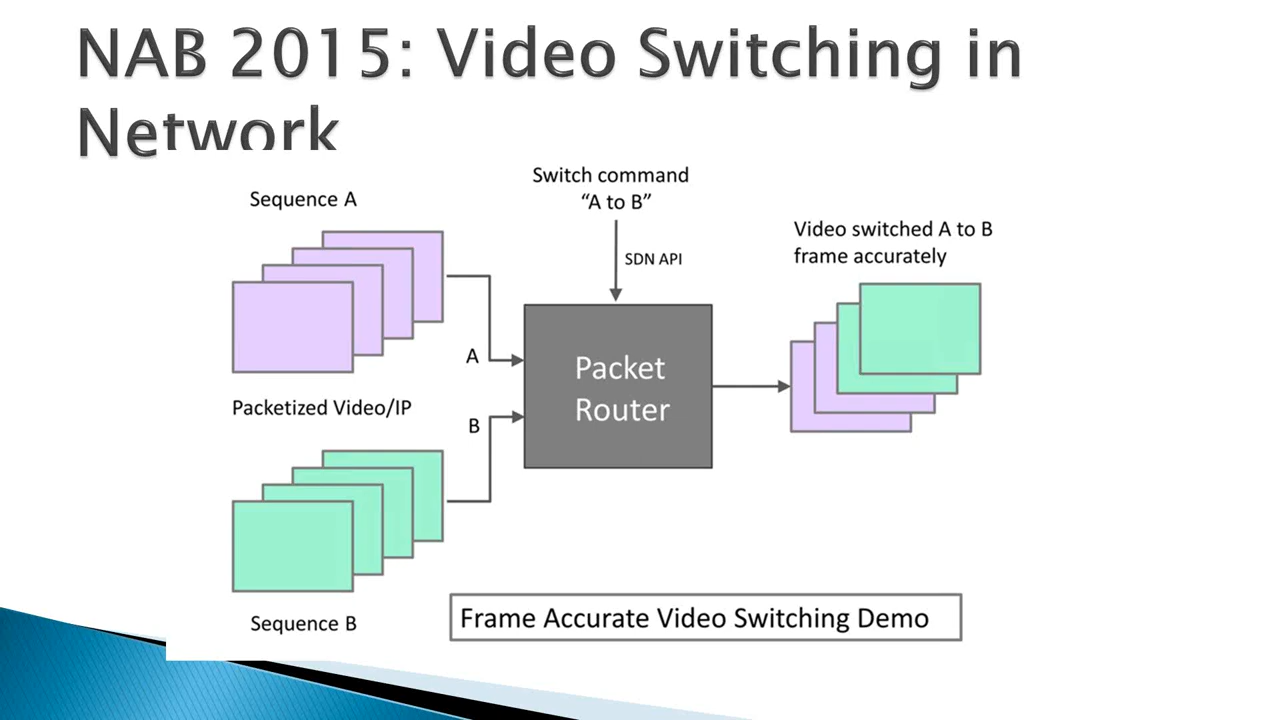 NAB 2015: Video Switching in
Network
Switch command
“A to B”
Sequence A
Video switched A to B
frame accurately
SDN API
A
Packet
Router
Packetized Video/IP
B
Frame Accurate Video Switching Demo
Sequence B